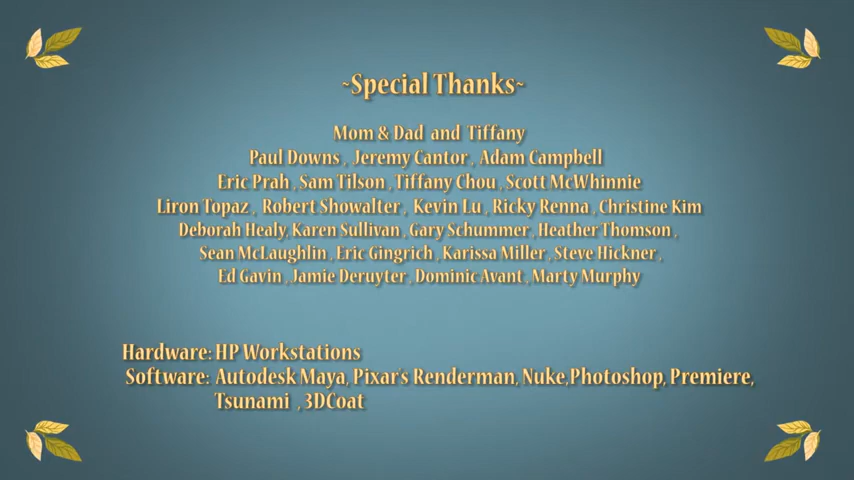 ~Special Thanks~
Mom & Dad and Tiffany
Paul Downs , Jeremy Cantor , Adam Campbell
Eric Prah , Sam Tilson , Tiffany Chou , Scott McWhinnie
Liron Topaz , Robert Showalter , Kevin Lu , Ricky Renna , Christine Kim
Deborah Healy, Karen Sullivan , Gary Schummer , Heather Thomson ,
Sean McLaughlin , Eric Gingrich , Karissa Miller , Steve Hickner ,
Ed Gavin , Jamie Deruyter , Dominic Avant , Marty Murphy
Hardware: HP Workstations
Software: Autodesk Maya, Pixar's Renderman, Nuke,Photoshop, Premiere,
Tsunami , 3DCoat